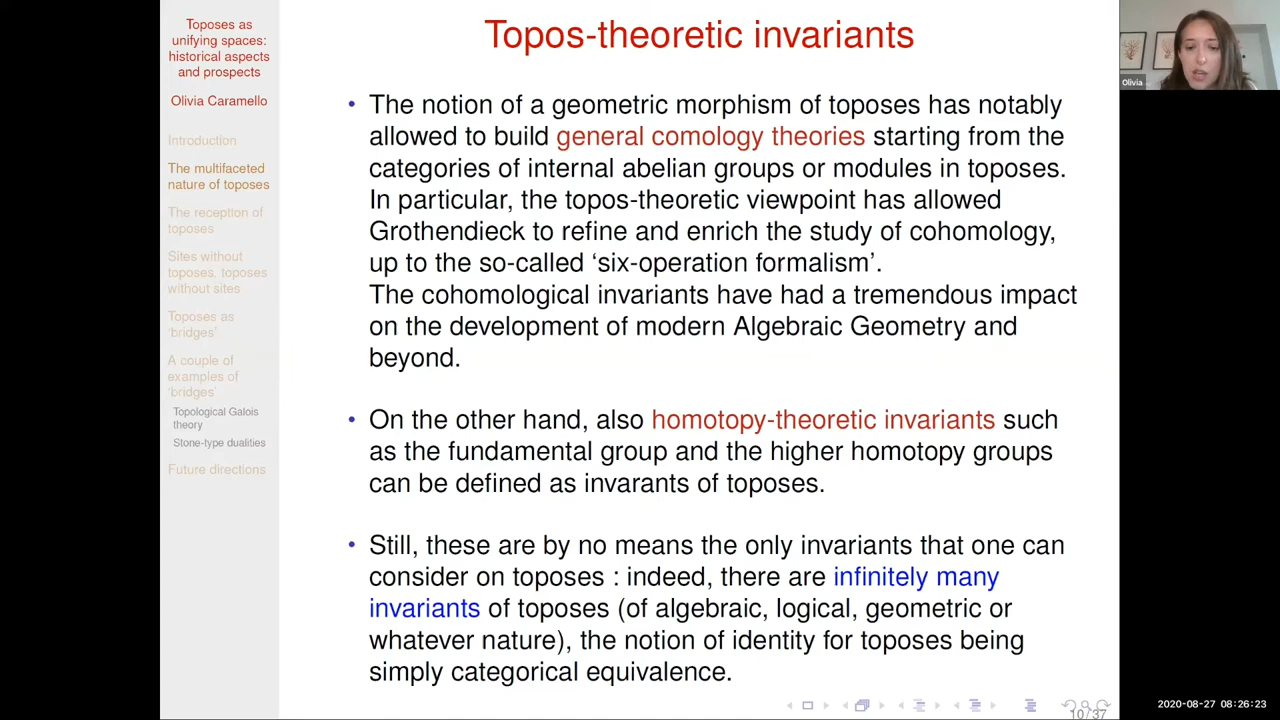 Toposes as
unifying spaces:
historical aspects
and prospects
Olivia Caramello
Introduction
The multifaceted
nature of toposes
The reception of
toposes
Sites without
toposes, toposes
without sites
Toposes as
‘bridges’
A couple of
examples of
‘bridges’
Topological Galois
theory
Stone-type dualities
Future directions
Topos-theoretic invariants
• The notion of a geometric morphism of toposes has notably
allowed to build general comology theories starting from the
categories of internal abelian groups or modules in toposes.
In particular, the topos-theoretic viewpoint has allowed
Grothendieck to refine and enrich the study of cohomology,
up to the so-called ‘six-operation formalism’.
The cohomological invariants have had a tremendous impact
on the development of modern Algebraic Geometry and
beyond.
• On the other hand, also homotopy-theoretic invariants such
as the fundamental group and the higher homotopy groups
can be defined as invarants of toposes.
• Still, these are by no means the only invariants that one can
consider on toposes : indeed, there are infinitely many
invariants of toposes (of algebraic, logical, geometric or
whatever nature), the notion of identity for toposes being
simply categorical equivalence.
10/37
Olivia
2020-08-27 08:26:23